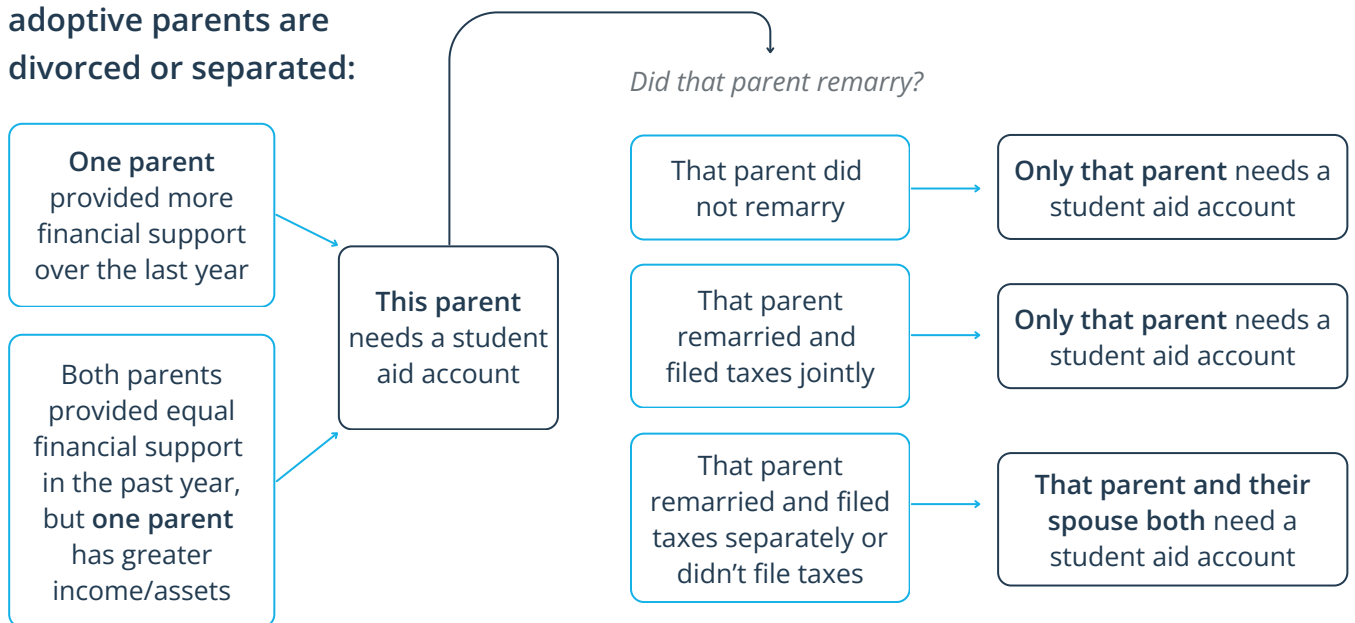 adoptive parents are
divorced or separated:
One parent
provided more
financial support
over the last year
Both parents
provided equal
financial support
in the past year,
but one parent
has greater
income/assets
This parent
needs a student
aid account
Did that parent remarry?
That parent did
not remarry
Only that parent needs a
student aid account
That parent
remarried and
filed taxes jointly
Only that parent needs a
student aid account
That parent
remarried and filed
taxes separately or
didn’t file taxes
That parent and their
spouse both need a
student aid account